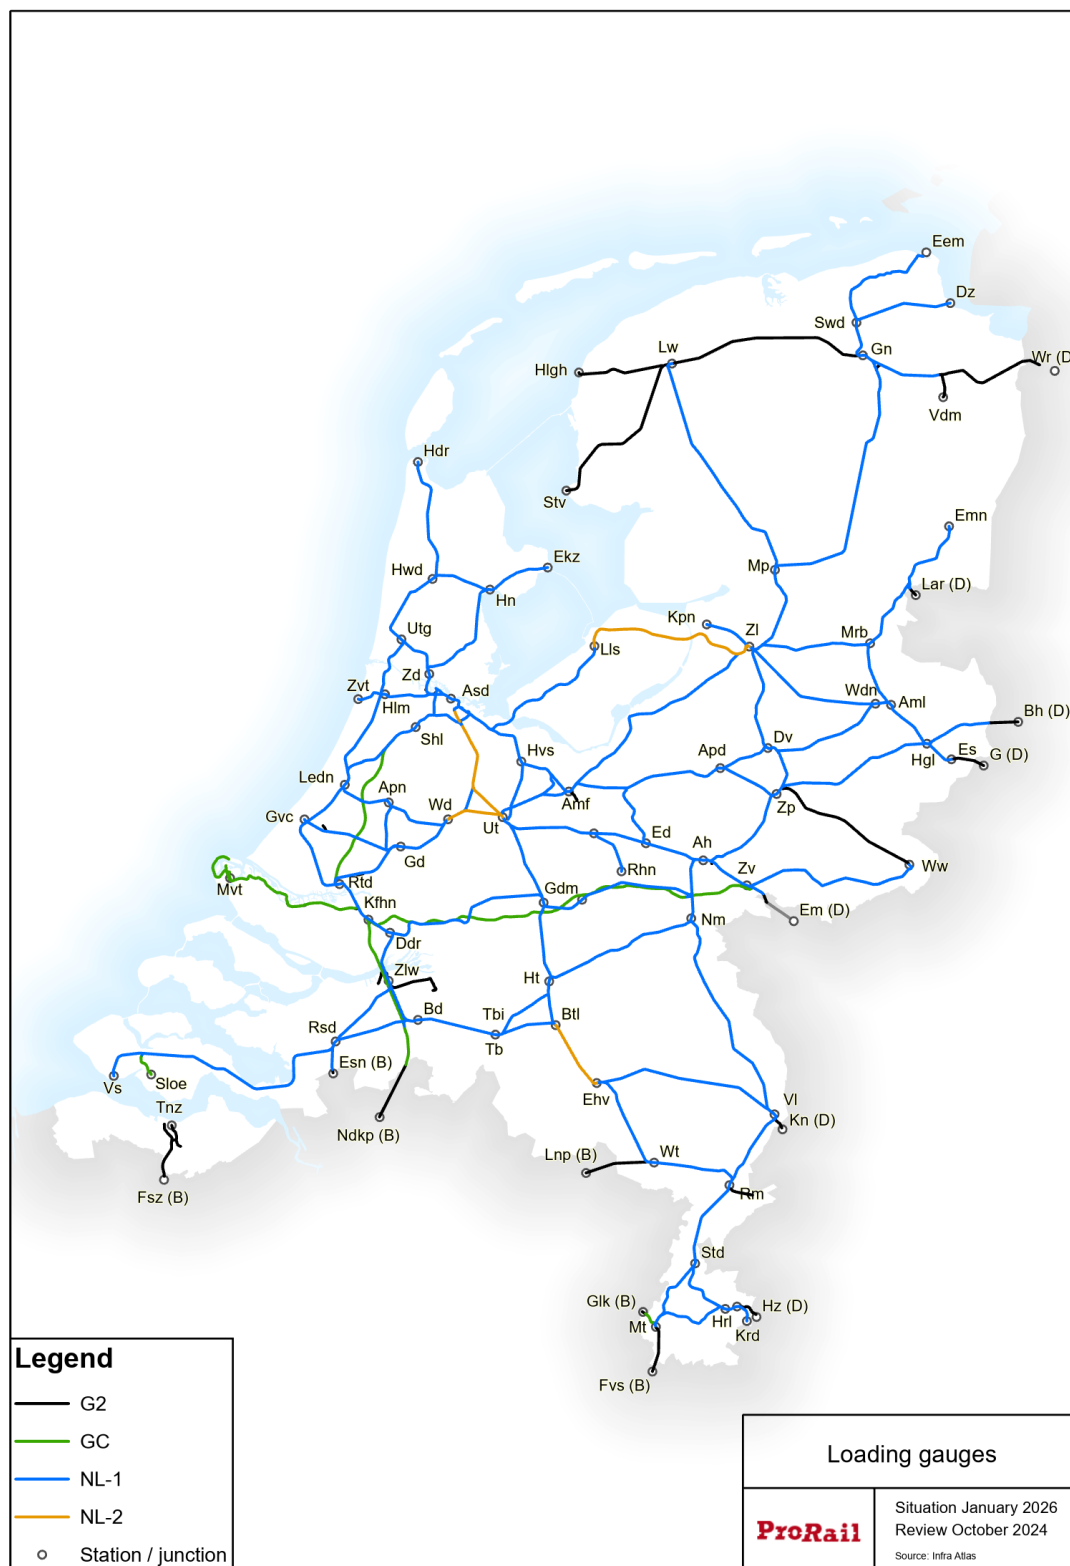 Eem
Dz
Swd
Gn
Lw
Hlgh
Wr (D
Vdm
Hdr
Stv
Emn
Ekz
Mp
Hwd
Hn
Lar (D)
Kpn
Utg
Zl
Mrb
Lls
Zd
Zvt
Asd
Wdn
Aml
Hlm
Bh (D)
Shl
Hvs
Dv
Es
G (D)
Apd
Hgl
Ledn
Apn
Amf
Zp
Gvc
Wd
Ut
Ed
Ah
Gd
Ww
Rhn
Zv
Mvt
Rtd
Gdm
Kfhn
Em (D)
Nm
Ddr
Zlw
Ht
Tbi
Btl
Bd
Rsd
Tb
Esn (B)
Vs
Sloe
Ehv
Tnz
Vl
Kn (D)
Ndkp (B)
Lnp (B)
Wt
Fsz (B)
Rm
Std
Glk (B)
Hz (D)
Hrl
Mt
Krd
Fvs (B)
Legend
G2
GC
NL-1
NL-2
Station / junction
Loading gauges
ProRail
Situation January 2026
Review October 2024
Source: Infra Atlas